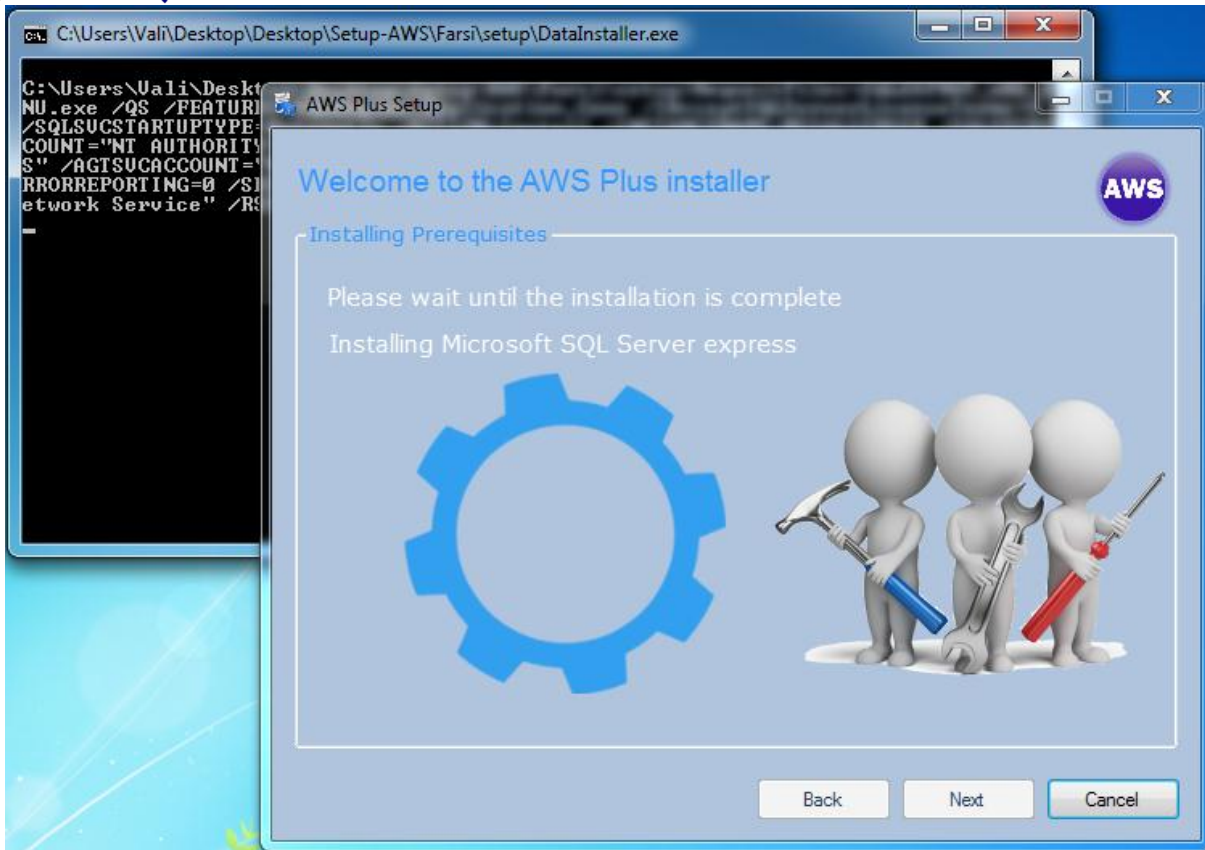 C:\Users\Vali\Desktop\Desktop\Setup-AWS\Farsi\setup\DataInstaller.exe
C:\Users\Vali\Deskt
NU.exe /QS /FEATUR
/SQLSVCSTARTUPTYPE=
COUNT="NT AUTHORITY
S" /AGTSVCACCOUNT="
RRORREPORTING=0 /S
etwork Service" /RS
AWS Plus Setup
Welcome to the AWS Plus installer
AWS
Installing Prerequisites
Please wait until the installation is complete
Installing Microsoft SQL Server express
Back
Next
Cancel